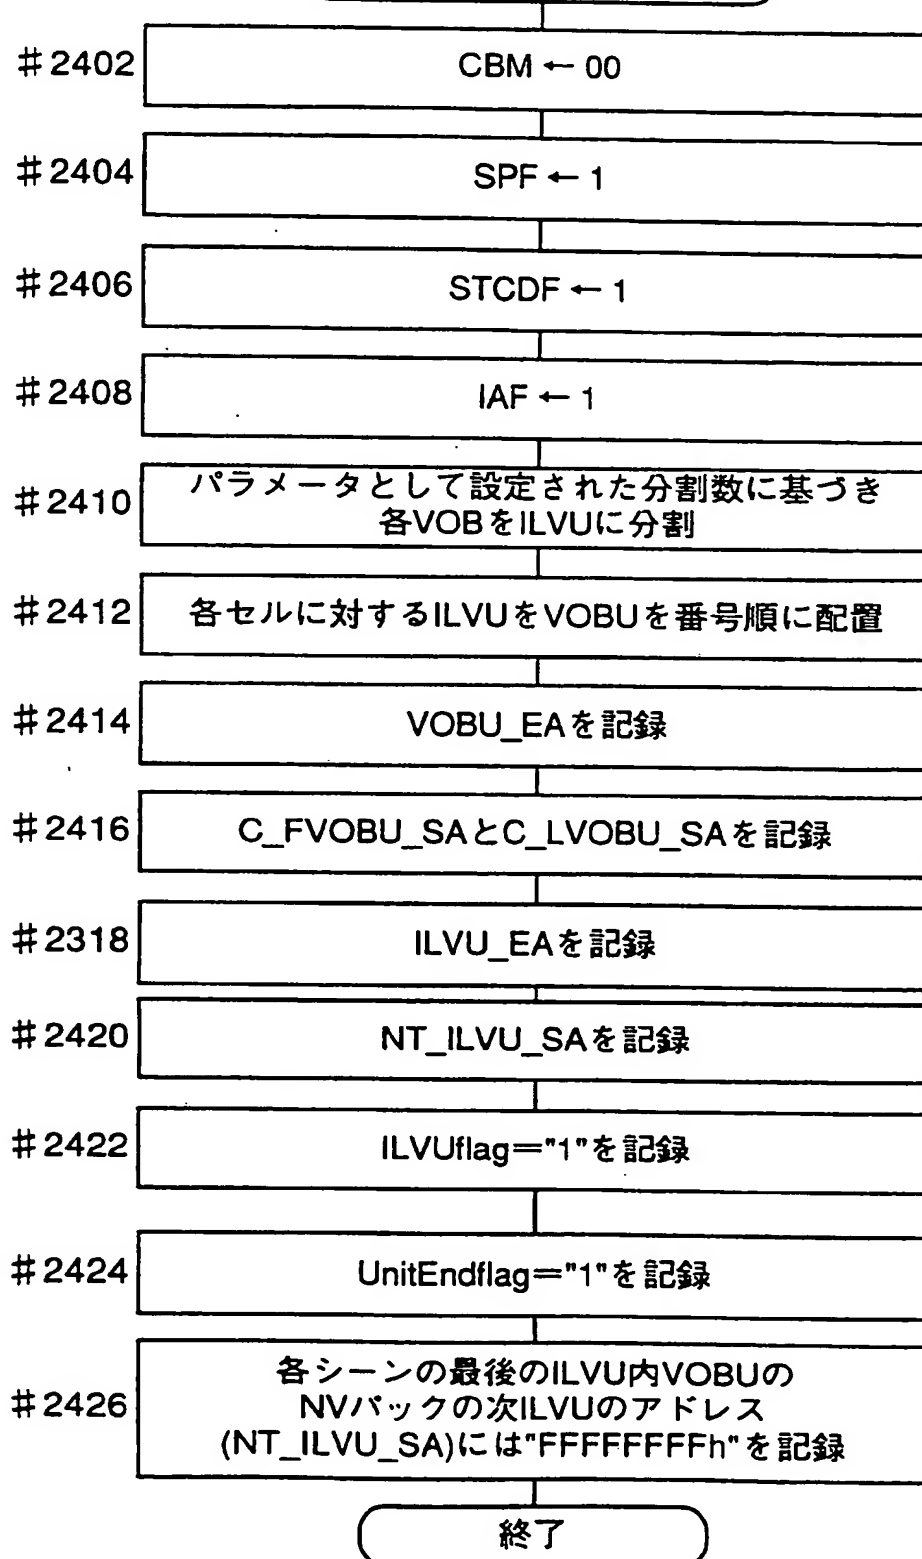 #2402 CBM ← 00
#2404 SPF ← 1
#2406 STCDF ← 1
#2408 IAF ← 1
#2410 パラメータとして設定された分割数に基づき
各VOBをILVUに分割
#2412 各セルに対するILVUをVOBUを番号順に配置
#2414 VOBU_EAを記録
#2416 C_FVOBU_SAとC_LVOBU_SAを記録
#2318 ILVU_EAを記録
#2420 NT_ILVU_SAを記録
#2422 ILVUflag="1"を記録
#2424 UnitEndflag="1"を記録
#2426 各シーンの最後のILVU内VOBUの
NVパックの次ILVUのアドレス
(NT_ILVU_SA)には"FFFFFFFFh"を記録
終了